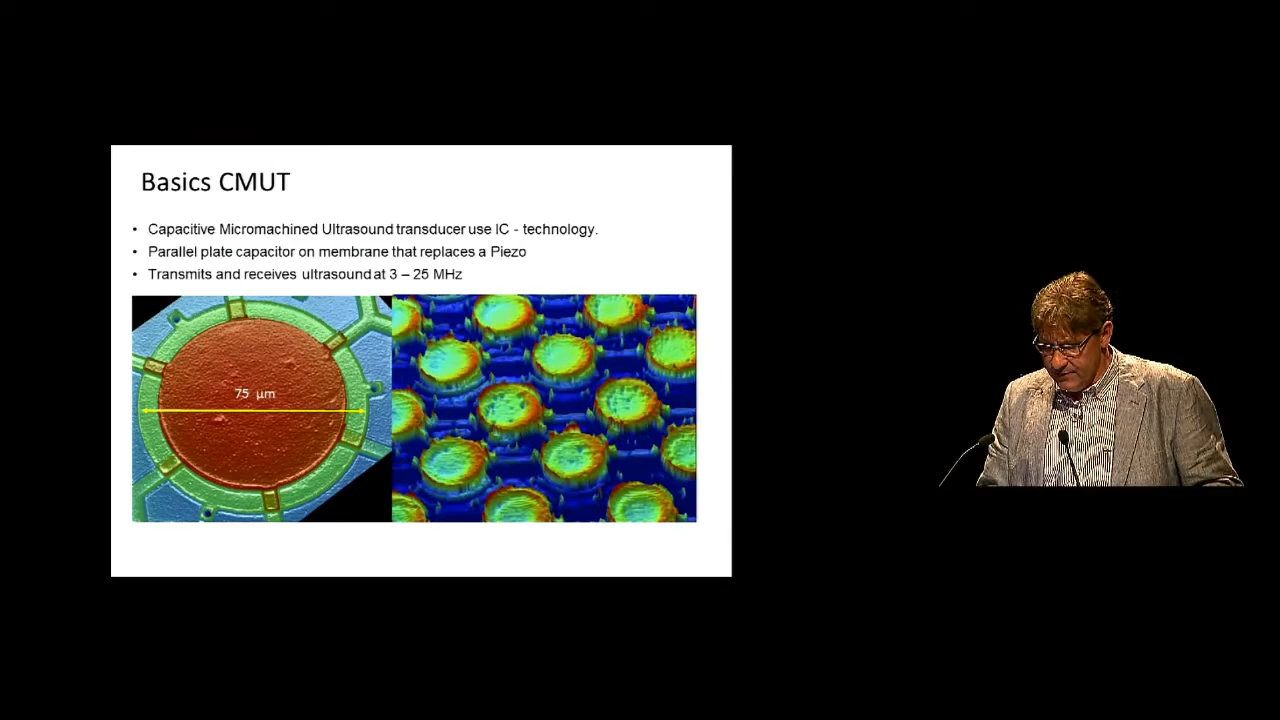 Basics CMUT
• Capacitive Micromachined Ultrasound transducer use IC - technology.
• Parallel plate capacitor on membrane that replaces a Piezo
• Transmits and receives ultrasound at 3 – 25 MHz
75 µm